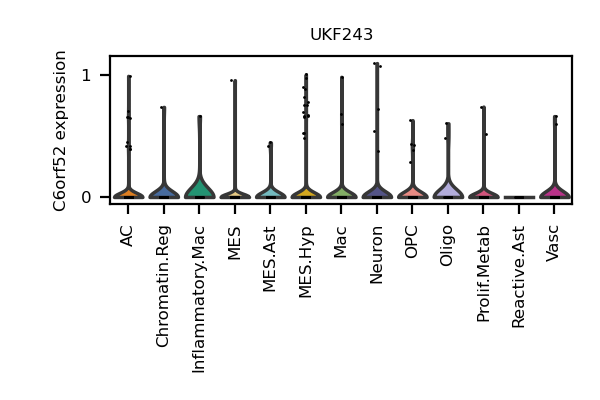 UKF243
C6orf52 expression
1
0
AC
Chromatin.Reg
Inflammatory.Mac
MES
MES.Ast
MES.Hyp
Mac
Neuron
OPC
Oligo
Prolif.Metab
Reactive.Ast
Vasc